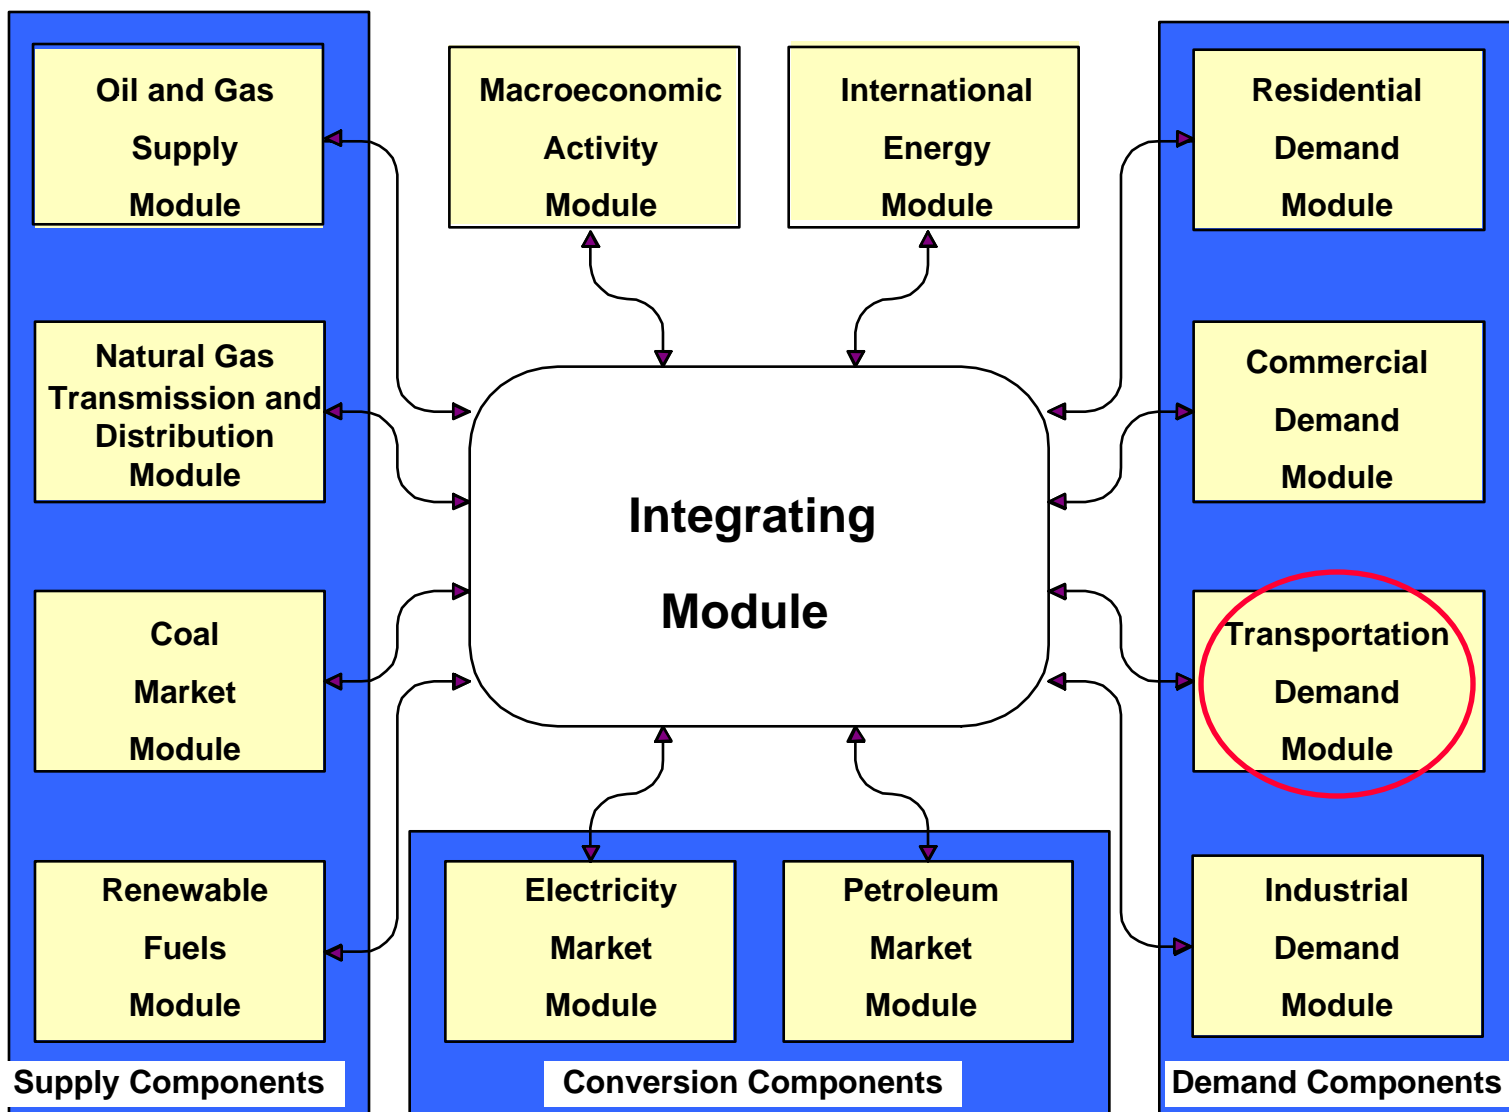 Oil and Gas
Supply
Module
Macroeconomic
Activity
Module
International
Energy
Module
Residential
Demand
Module
Natural Gas
Transmission and
Distribution
Module
Commercial
Demand
Module
Integrating
Module
Coal
Market
Module
Transportation
Demand
Module
Renewable
Fuels
Module
Electricity
Market
Module
Petroleum
Market
Module
Industrial
Demand
Module
Supply Components
Conversion Components
Demand Components